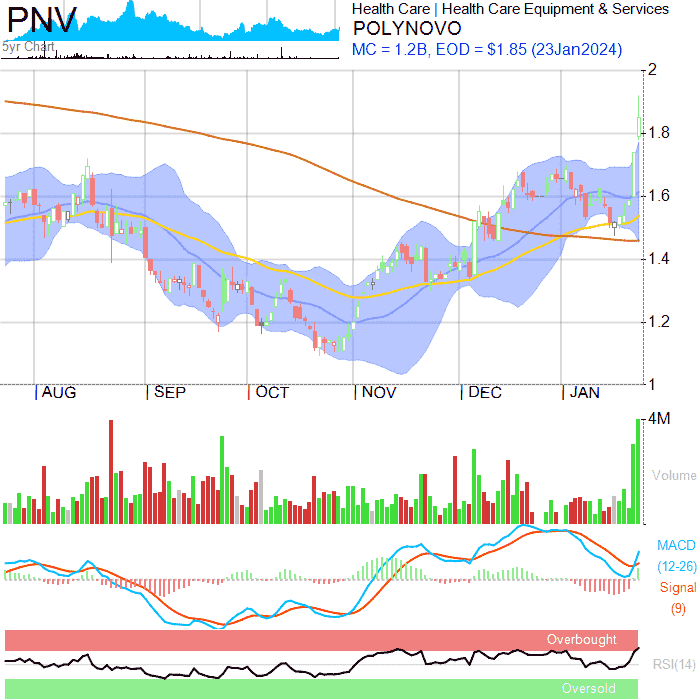 PNV
5yr Chart
Health Care | Health Care Equipment & Services
POLYNOVO
MC = 1.2B, EOD = $1.85 (23Jan2024)
2
1.8
1.6
1.4
1.2
1
AUG SEP OCT NOV DEC JAN
4M
Volume
MACD
(12-26)
Signal
(9)
Overbought
RSI(14)
Oversold